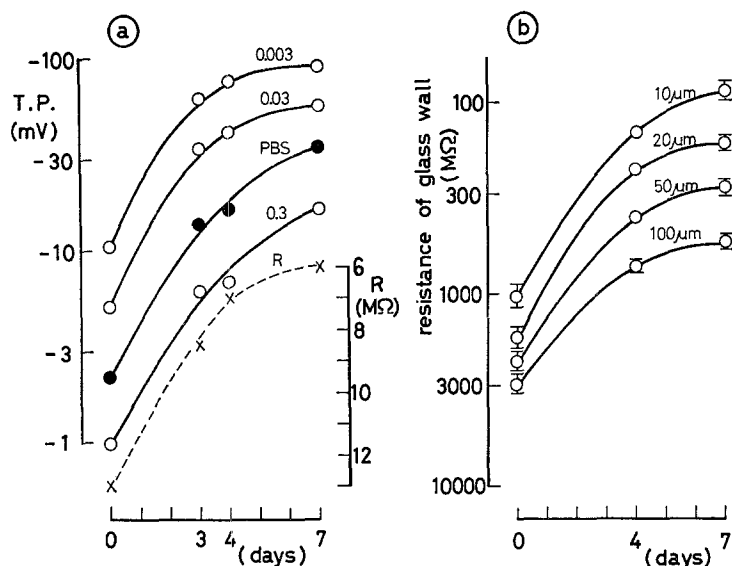 a
-100
T.P.
(mV)
-30
-10
-3
-1
0.003
0.03
PBS
0.3
R
6
R
(MΩ)
8
10
12
0
3
4
7
(days)
b
resistance of glass wall
(MΩ)
100
300
1000
3000
10000
10μm
20μm
50μm
100μm
0
4
7
(days)